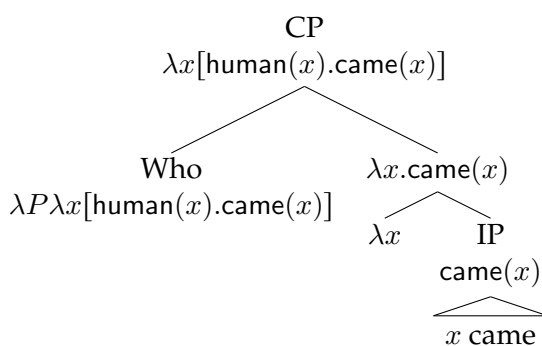 CP
λx[human(x).came(x)]
Who λx.came(x)
λPλx[human(x).came(x)]
λx IP
came(x)
x came